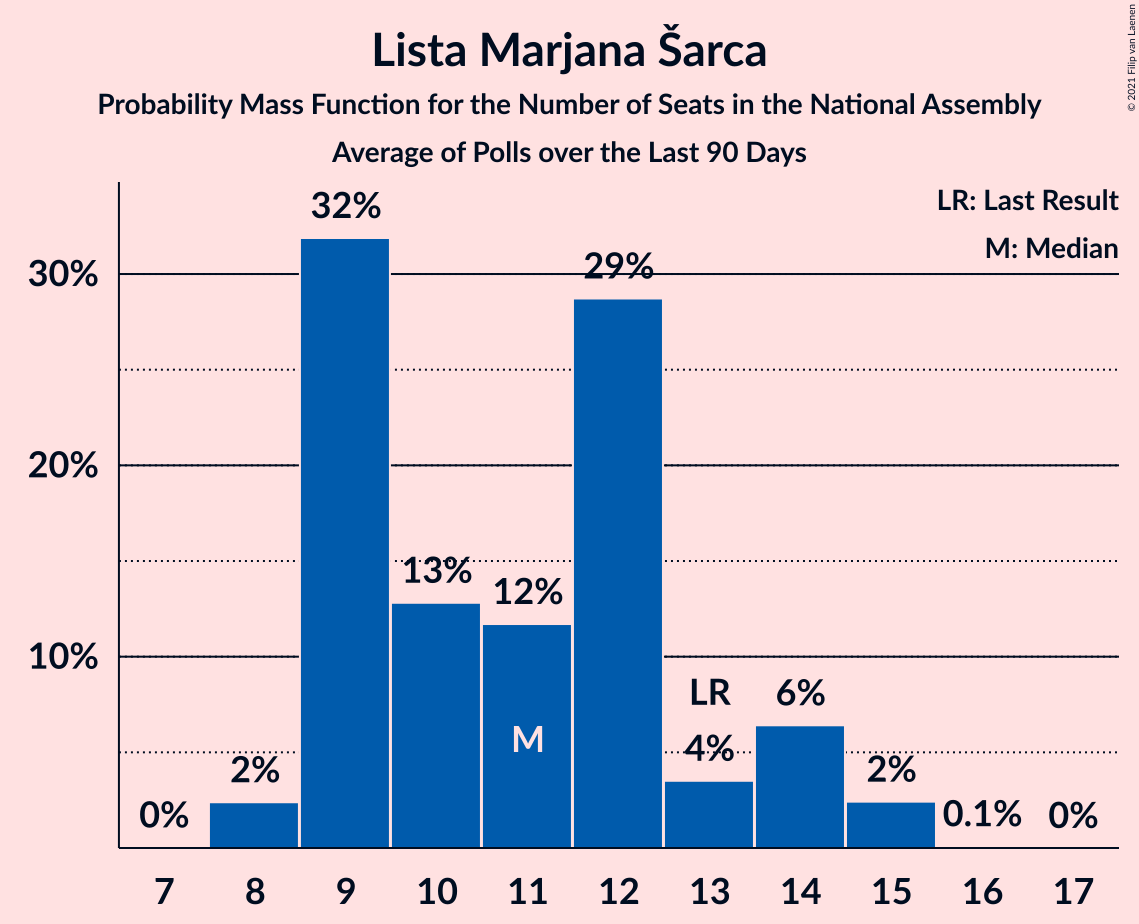 Lista Marjana Šarca
Probability Mass Function for the Number of Seats in the National Assembly
Average of Polls over the Last 90 Days
© 2021 Filip van Laenen
LR: Last Result
M: Median
30%
20%
10%
0%
2%
32%
13%
12%
M
29%
LR
4%
6%
2%
0.1%
0%
7 8 9 10 11 12 13 14 15 16 17